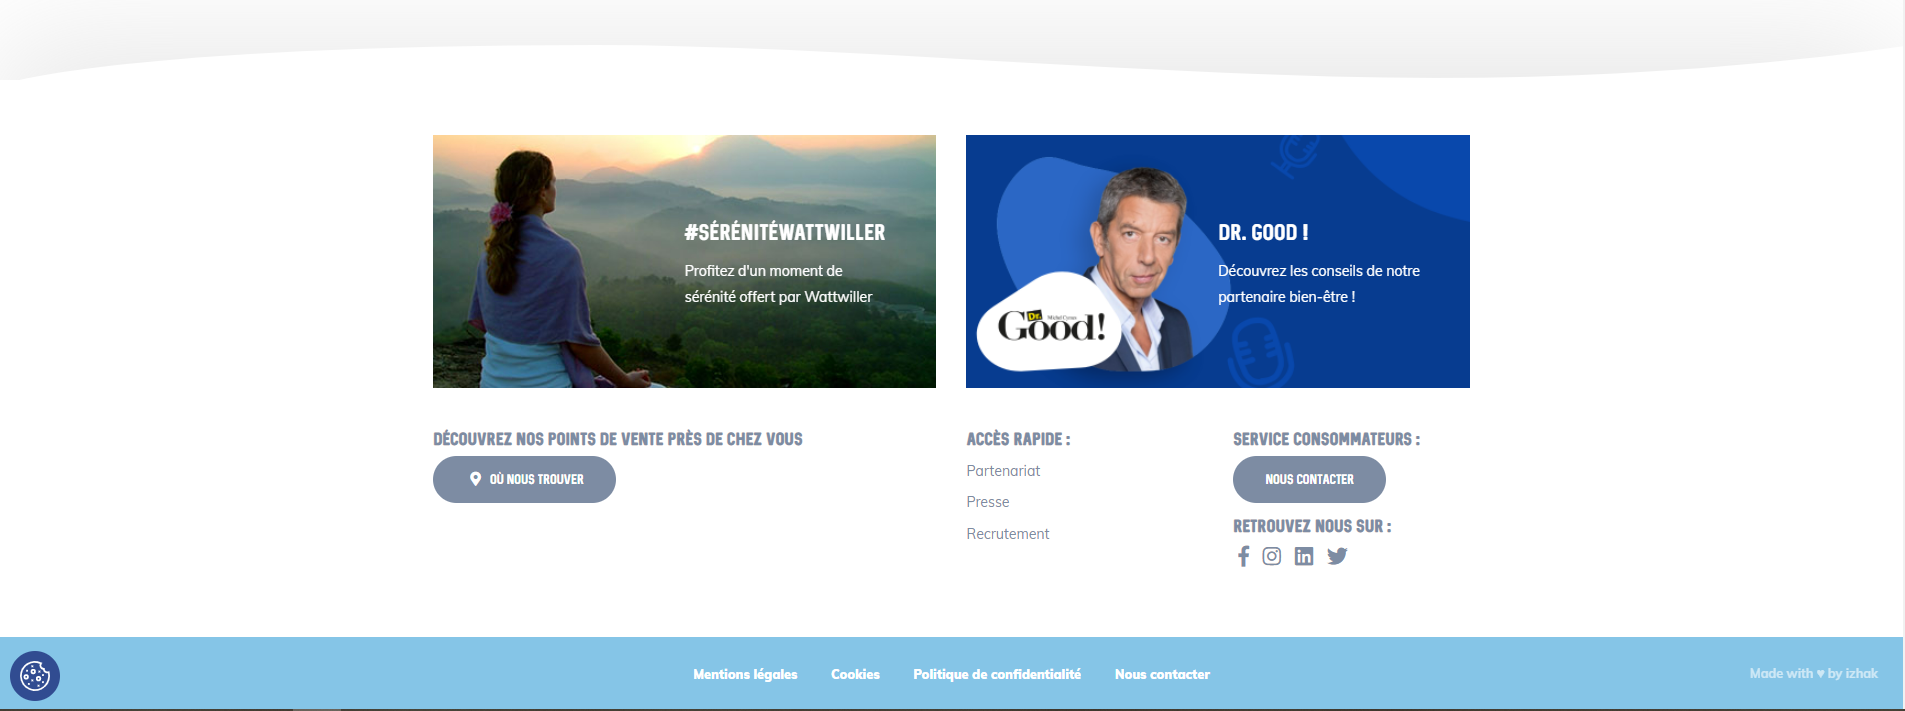 #SÉRÉNITÉWATTWILLER
Profitez d'un moment de
sérénité offert par Wattwiller
DR. GOOD !
Découvrez les conseils de notre
partenaire bien-être !
Dr.
Michel Cymes
Good!
DÉCOUVREZ NOS POINTS DE VENTE PRÈS DE CHEZ VOUS
OÙ NOUS TROUVER
ACCÈS RAPIDE :
Partenariat
Presse
Recrutement
SERVICE CONSOMMATEURS :
NOUS CONTACTER
RETROUVEZ NOUS SUR :
Mentions légales Cookies Politique de confidentialité Nous contacter
Made with ♥ by izhak